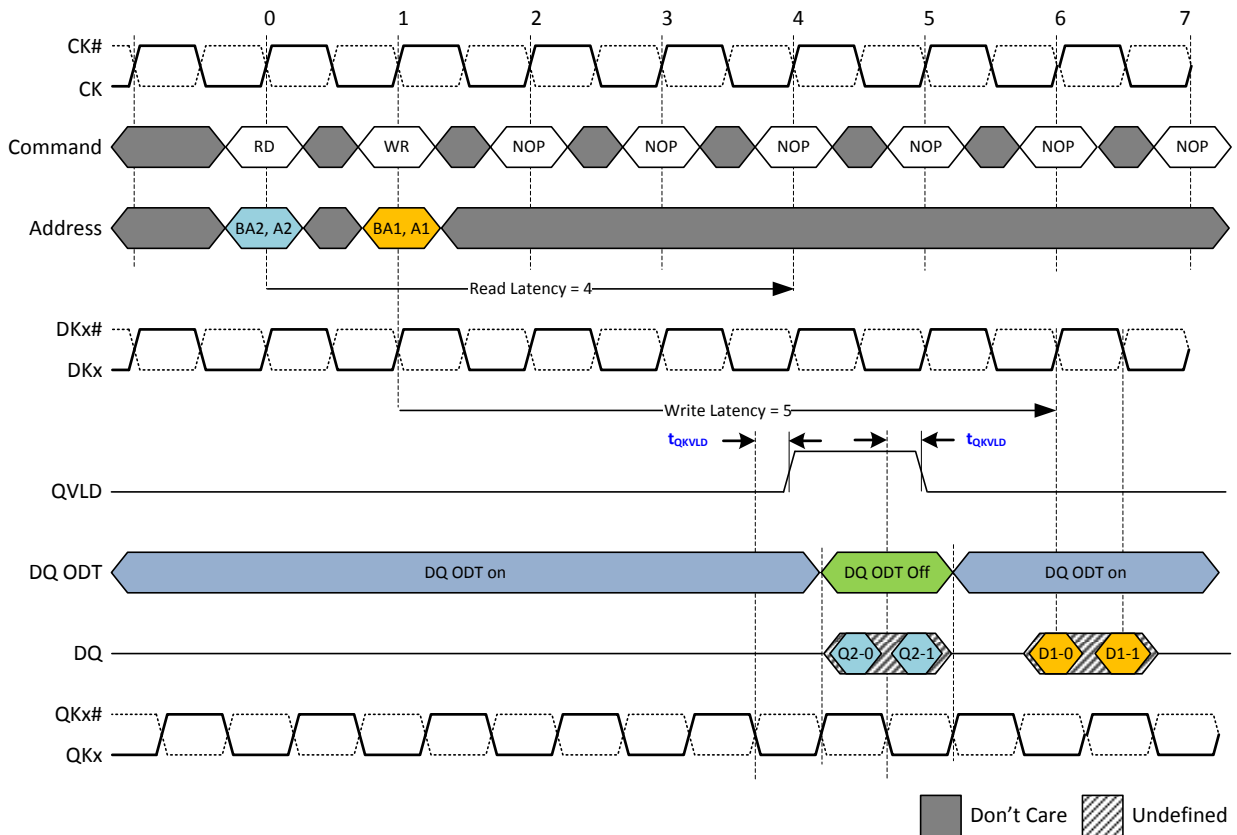 0 1 2 3 4 5 6 7
CK#
CK
Command RD WR NOP NOP NOP NOP NOP NOP
Address BA2, A2 BA1, A1
Read Latency = 4
DKx#
DKx
Write Latency = 5
tQKVLD tQKVLD
QVLD
DQ ODT DQ ODT on DQ ODT Off DQ ODT on
DQ Q2-0 Q2-1 D1-0 D1-1
QKx#
QKx
Don't Care Undefined